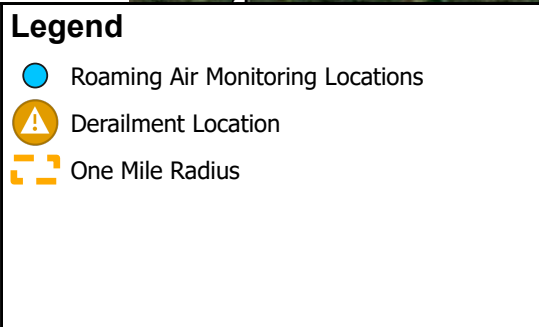 Legend
Roaming Air Monitoring Locations
Derailment Location
One Mile Radius